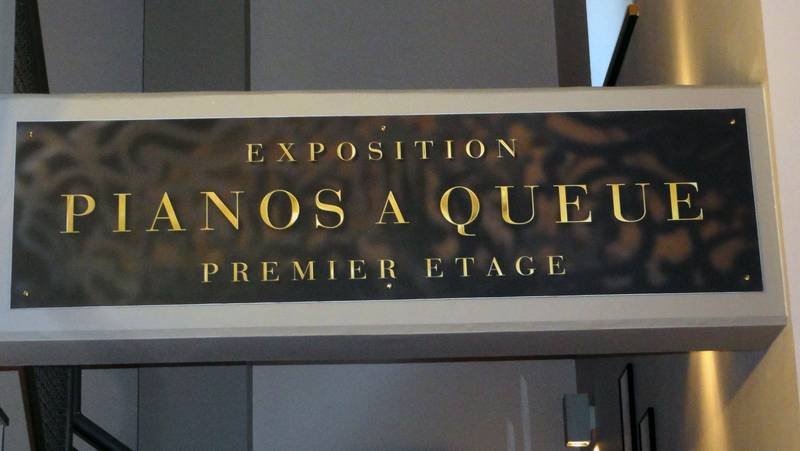 EXPOSITION
PIANOS A QUEUE
PREMIER ETAGE